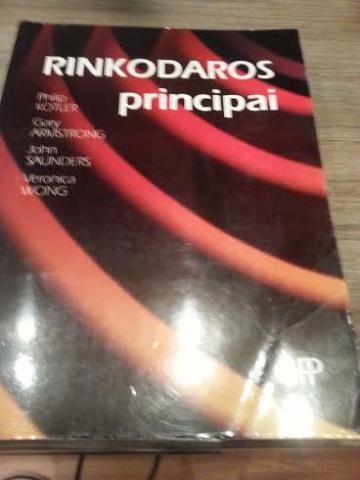 RINKODAROS
principai
Philip
KOTLER
Gary
ARMSTRONG
John
SAUNDERS
Veronica
WONG